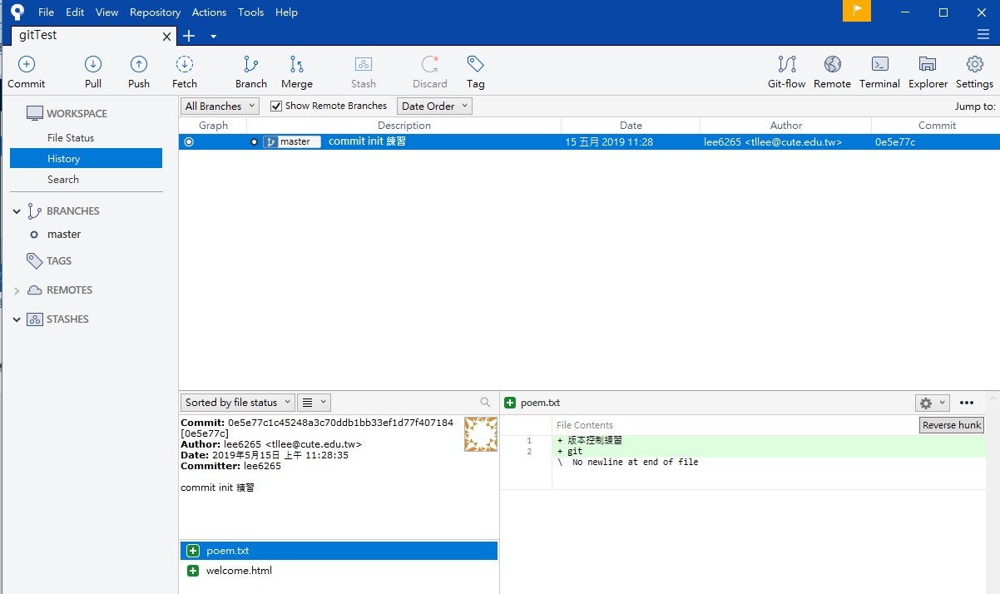 File Edit View Repository Actions Tools Help
gitTest
Commit Pull Push Fetch Branch Merge Stash Discard Tag Git-flow Remote Terminal Explorer Settings
WORKSPACE
File Status
History
Search
BRANCHES
master
TAGS
REMOTES
STASHES
All Branches Show Remote Branches Date Order Jump to:
Graph Description Date Author Commit
master commit init 練習 15 五月 2019 11:28 lee6265 <tllee@cute.edu.tw> 0e5e77c
Sorted by file status
Commit: 0e5e77c1c45248a3c70ddb1bb33ef1d77f407184
[0e5e77c]
Author: lee6265 <tllee@cute.edu.tw>
Date: 2019年5月15日 上午 11:28:35
Committer: lee6265
commit init 練習
poem.txt
welcome.html
poem.txt
File Contents Reverse hunk
1 + 版本控制練習
2 + git
\ No newline at end of file